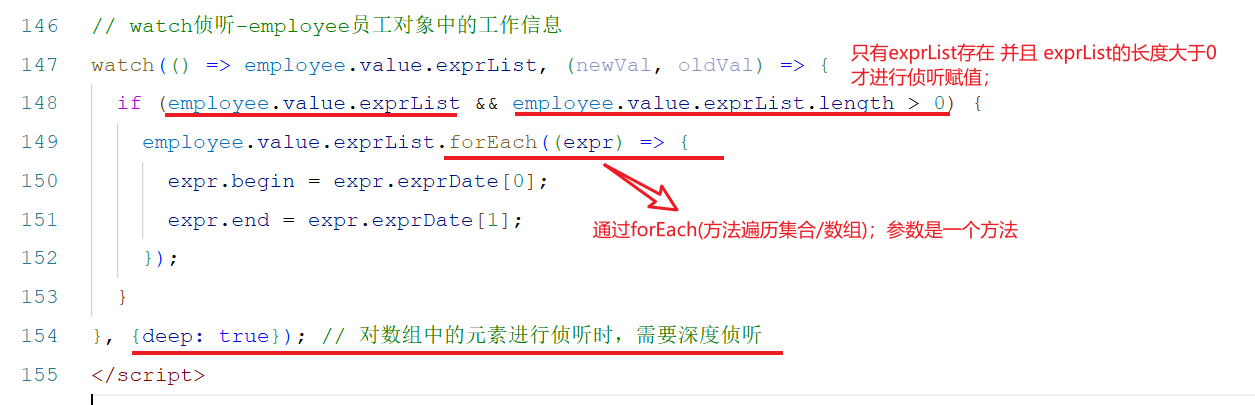 146 // watch侦听-employee员工对象中的工作信息
147 watch(() => employee.value.exprList, (newVal, oldVal) => {
只有exprList存在 并且 exprList的长度大于0
才进行侦听赋值；
148 if (employee.value.exprList && employee.value.exprList.length > 0) {
149 employee.value.exprList.forEach((expr) => {
150 expr.begin = expr.exprDate[0];
151 expr.end = expr.exprDate[1];
通过forEach(方法遍历集合/数组)；参数是一个方法
152 });
153 }
154 }, {deep: true}); // 对数组中的元素进行侦听时，需要深度侦听
155 </script>